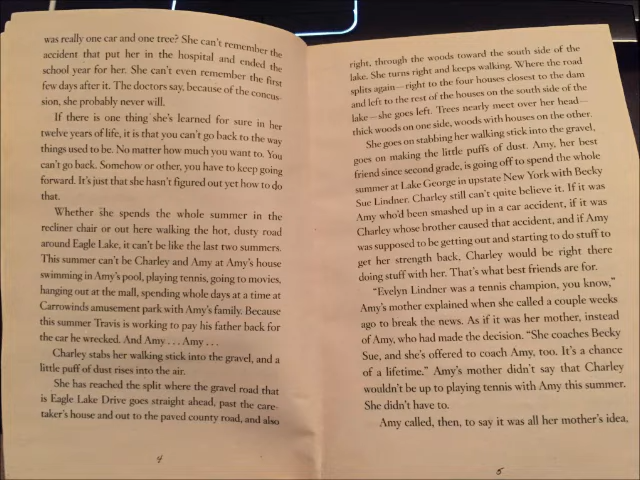 was really one car and one tree? She can't remember the
accident that put her in the hospital and ended the
school year for her. She can't even remember the first
few days after it. The doctors say, because of the concus-
sion, she probably never will.
If there is one thing she's learned for sure in her
twelve years of life, it is that you can't go back to the way
things used to be. No matter how much you want to. You
can't go back. Somehow or other, you have to keep going
forward. It's just that she hasn't figured out yet how to do
that.
Whether she spends the whole summer in the
recliner chair or out here walking the hot, dusty road
around Eagle Lake, it can't be like the last two summers.
This summer can't be Charley and Amy at Amy's house
swimming in Amy's pool, playing tennis, going to movies,
hanging out at the mall, spending whole days at a time at
Carrowinds amusement park with Amy's family. Because
this summer Travis is working to pay his father back for
the car he wrecked. And Amy . . . . Amy . . .
Charley stabs her walking stick into the gravel, and a
little puff of dust rises into the air.
She has reached the split where the gravel road that
is Eagle Lake Drive goes straight ahead, past the care-
taker's house and out to the paved county road, and also
4
right, through the woods toward the south side of the
lake. She turns right and keeps walking. Where the road
splits again—right to the four houses closest to the dam
and left to the rest of the houses on the south side of the
lake—she goes left. Trees nearly meet over her head—
thick woods on one side, woods with houses on the other.
She goes on stabbing her walking stick into the gravel,
goes on making the little puffs of dust. Amy, her best
friend since second grade, is going off to spend the whole
summer at Lake George in upstate New York with Becky
Sue Lindner. Charley still can't quite believe it. If it was
Amy who'd been smashed up in a car accident, if it was
Charley whose brother caused that accident, and if Amy
was supposed to be getting out and starting to do stuff to
get her strength back, Charley would be right there
doing stuff with her. That's what best friends are for.
"Evelyn Lindner was a tennis champion, you know,"
Amy's mother explained when she called a couple weeks
ago to break the news. As if it was her mother, instead
of Amy, who had made the decision. "She coaches Becky
Sue, and she's offered to coach Amy, too. It's a chance
of a lifetime." Amy's mother didn't say that Charley
wouldn't be up to playing tennis with Amy this summer.
She didn't have to.
Amy called, then, to say it was all her mother's idea,
5